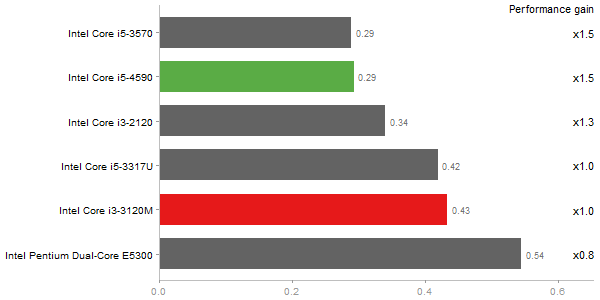 Performance gain
Intel Core i5-3570 0.29 x1.5
Intel Core i5-4590 0.29 x1.5
Intel Core i3-2120 0.34 x1.3
Intel Core i5-3317U 0.42 x1.0
Intel Core i3-3120M 0.43 x1.0
Intel Pentium Dual-Core E5300 0.54 x0.8
0.0 0.2 0.4 0.6